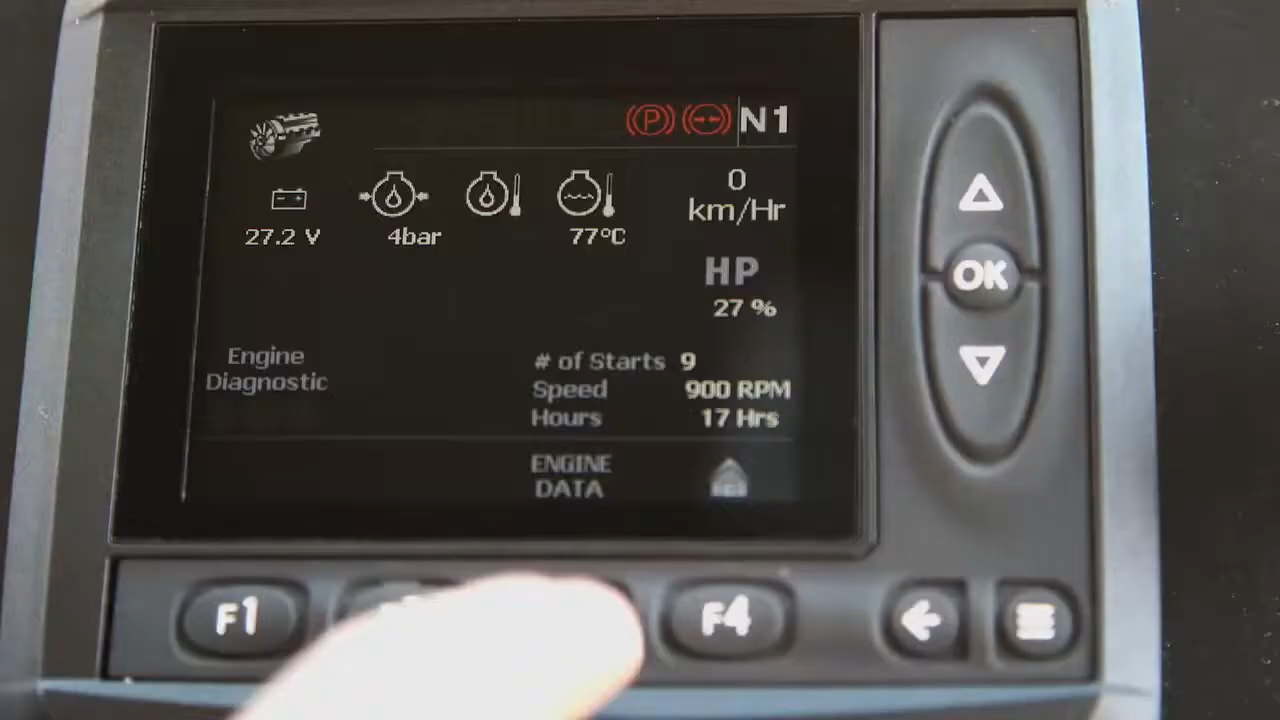 (P) N1
27.2 V 4bar 77°C 0
km/Hr
HP
27 %
Engine
Diagnostic
# of Starts 9
Speed 900 RPM
Hours 17 Hrs
ENGINE
DATA
OK
F1 F4